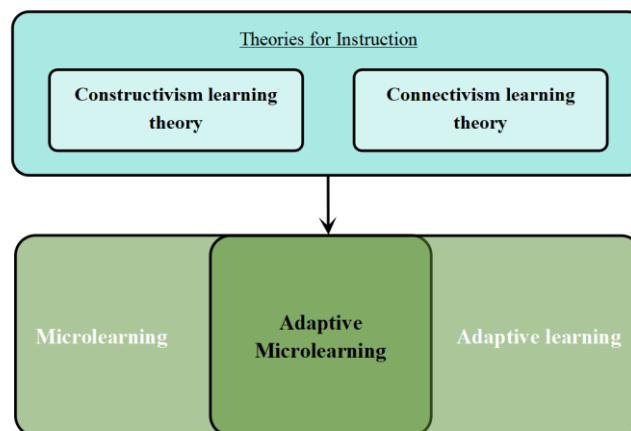 Theories for Instruction
Constructivism learning
theory
Connectivism learning
theory
Microlearning
Adaptive
Microlearning
Adaptive learning